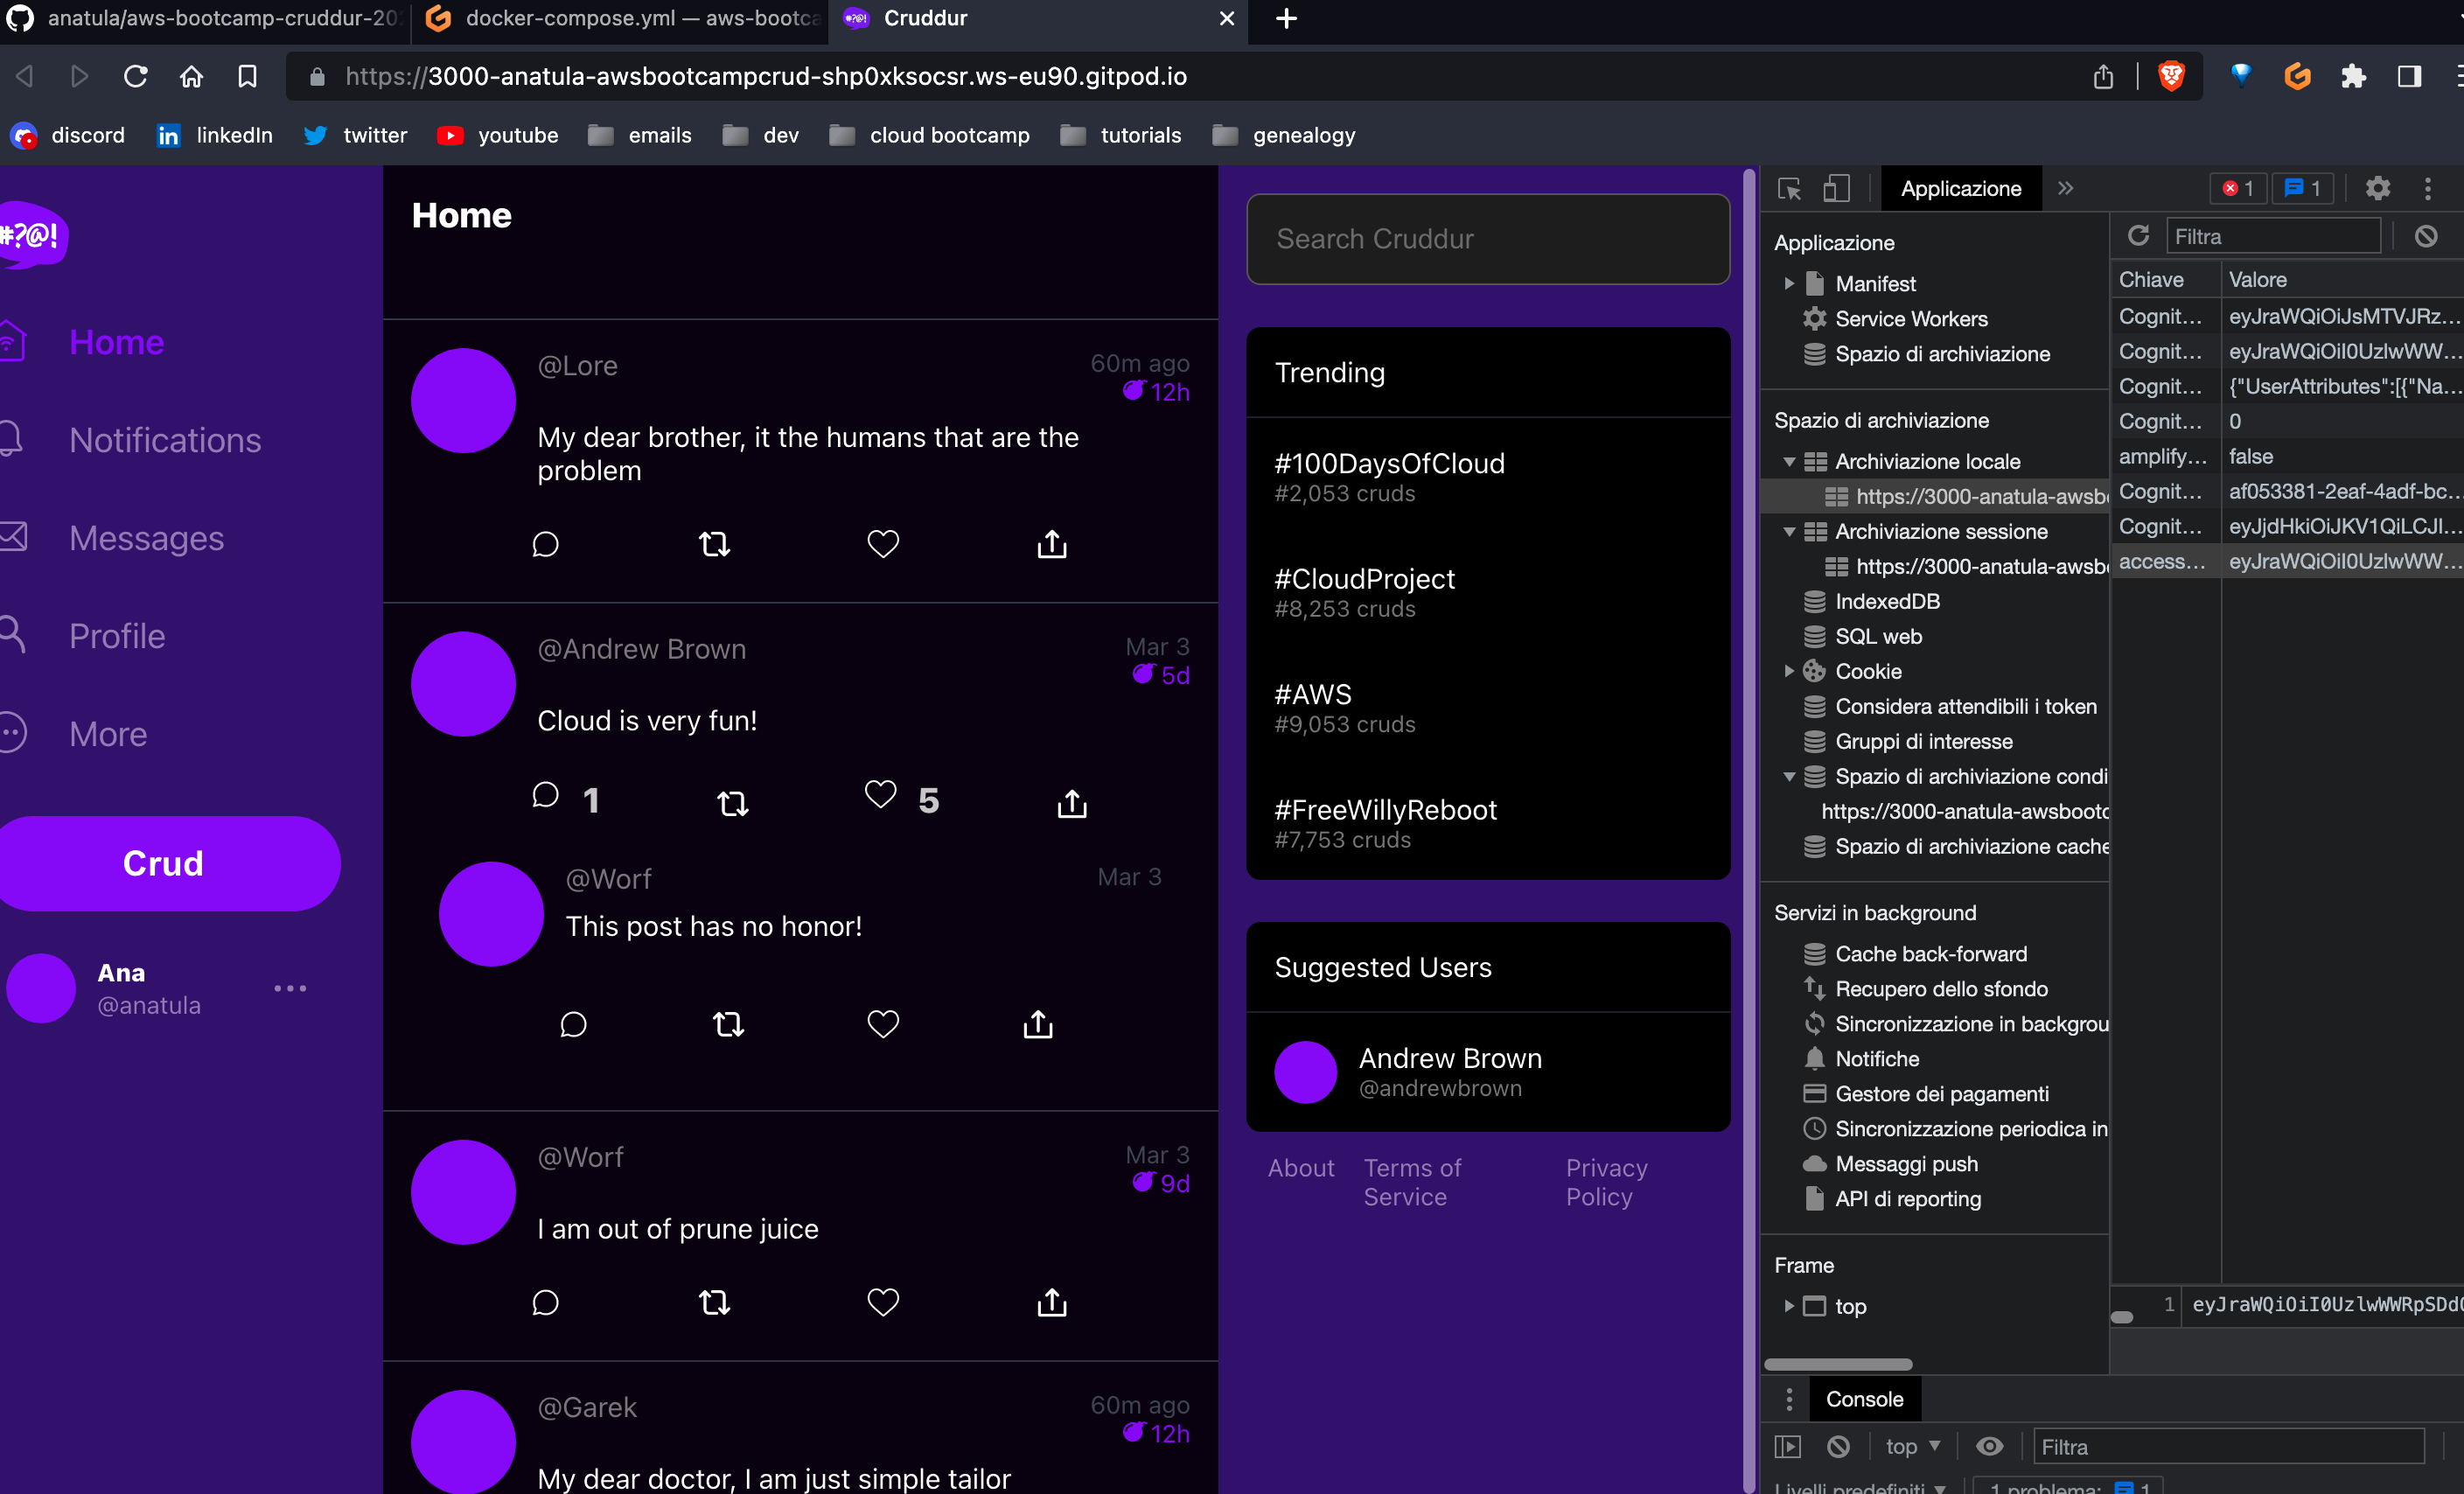 anatula/aws-bootcamp-cruddur-20
docker-compose.yml — aws-bootca
Cruddur
https://3000-anatula-awsbootcampcrud-shp0xksocsr.ws-eu90.gitpod.io
discord
linkedIn
twitter
youtube
emails
dev
cloud bootcamp
tutorials
genealogy
#?@!
Home
Notifications
Messages
Profile
More
Crud
Ana
@anatula
Home
@Lore
60m ago
12h
My dear brother, it the humans that are the
problem
@Andrew Brown
Mar 3
5d
Cloud is very fun!
1
5
@Worf
Mar 3
This post has no honor!
@Worf
Mar 3
9d
I am out of prune juice
@Garek
60m ago
12h
My dear doctor, I am just simple tailor
Search Cruddur
Trending
#100DaysOfCloud
#2,053 cruds
#CloudProject
#8,253 cruds
#AWS
#9,053 cruds
#FreeWillyReboot
#7,753 cruds
Suggested Users
Andrew Brown
@andrewbrown
About
Terms of
Service
Privacy
Policy
Applicazione
1
1
Applicazione
Manifest
Service Workers
Spazio di archiviazione
Spazio di archiviazione
Archiviazione locale
https://3000-anatula-awsb
Archiviazione sessione
https://3000-anatula-awsb
IndexedDB
SQL web
Cookie
Considera attendibili i token
Gruppi di interesse
Spazio di archiviazione condi
https://3000-anatula-awsbootc
Spazio di archiviazione cache
Servizi in background
Cache back-forward
Recupero dello sfondo
Sincronizzazione in backgrou
Notifiche
Gestore dei pagamenti
Sincronizzazione periodica in
Messaggi push
API di reporting
Frame
top
Filtra
Chiave Valore
Cognit... eyJraWQiOiJsMTVJRz...
Cognit... eyJraWQiOiI0UzlwWW...
Cognit... {"UserAttributes":[{"Na...
Cognit... 0
amplify... false
Cognit... af053381-2eaf-4adf-bc...
Cognit... eyJjdHkiOiJKV1QiLCJl...
access... eyJraWQiOiI0UzlwWW...
1 eyJraWQiOiI0UzlwWWRpSDd
Console
top
Filtra
Livelli predefiniti
1 problema: 1